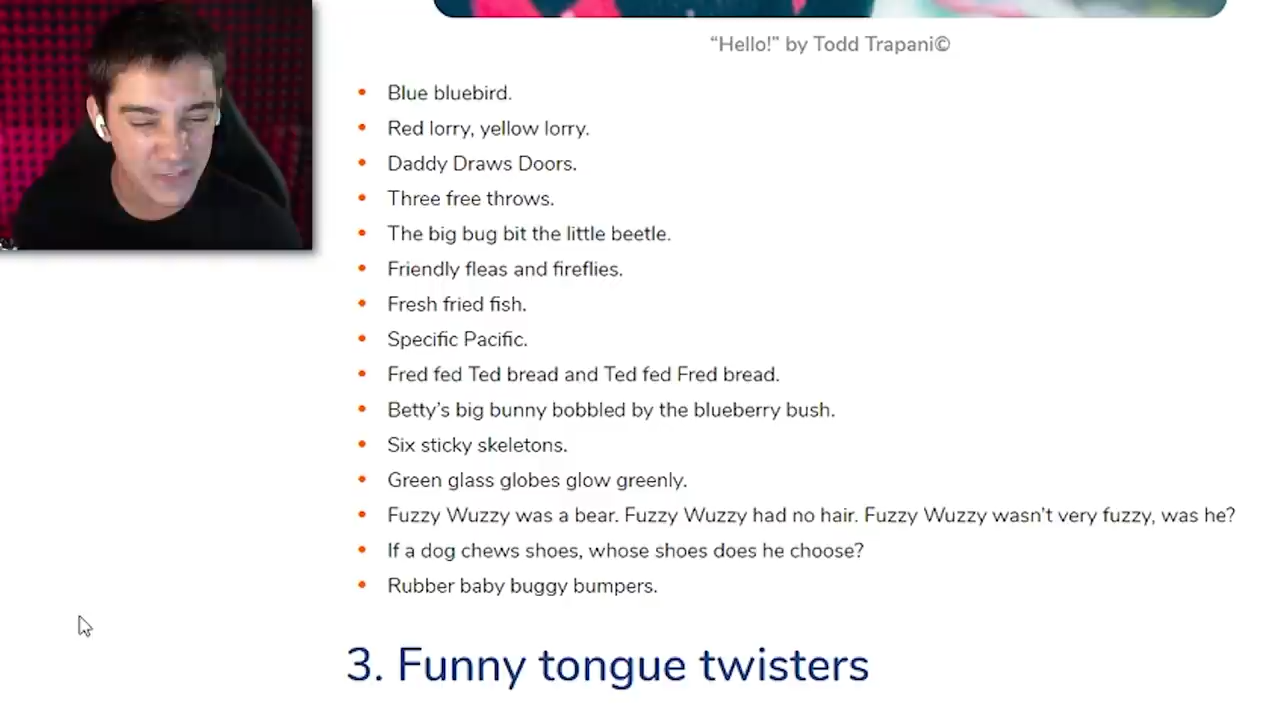 “Hello!” by Todd Trapani©
Blue bluebird.
Red lorry, yellow lorry.
Daddy Draws Doors.
Three free throws.
The big bug bit the little beetle.
Friendly fleas and fireflies.
Fresh fried fish.
Specific Pacific.
Fred fed Ted bread and Ted fed Fred bread.
Betty’s big bunny bobbled by the blueberry bush.
Six sticky skeletons.
Green glass globes glow greenly.
Fuzzy Wuzzy was a bear. Fuzzy Wuzzy had no hair. Fuzzy Wuzzy wasn’t very fuzzy, was he?
If a dog chews shoes, whose shoes does he choose?
Rubber baby buggy bumpers.
3. Funny tongue twisters